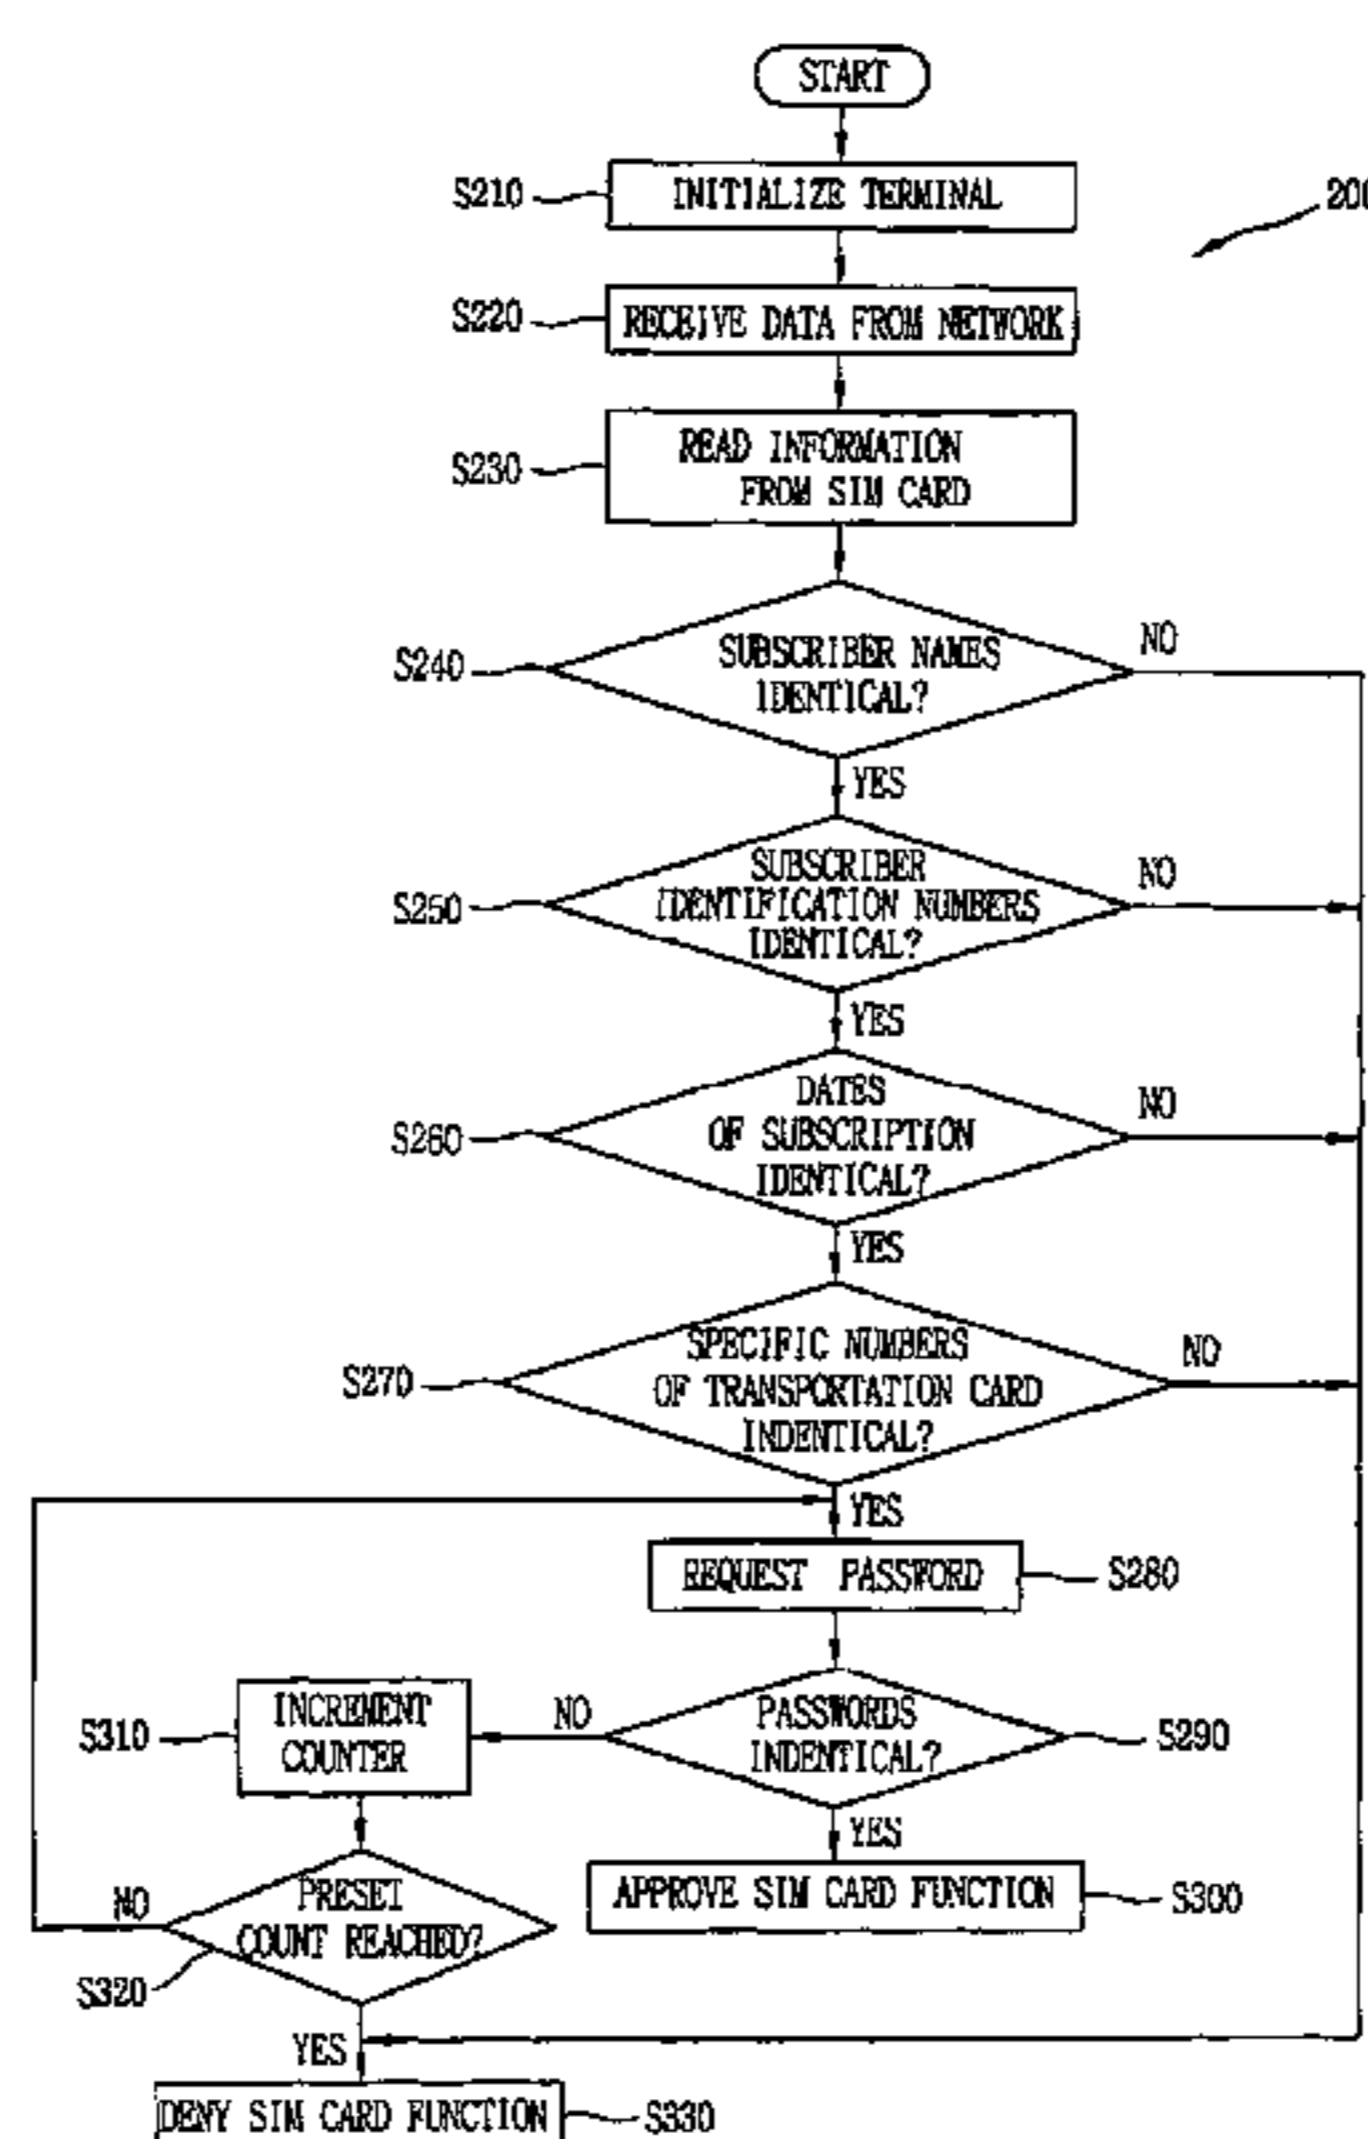 START
S210
INITIALIZE TERMINAL
200
S220
RECEIVE DATA FROM NETWORK
S230
READ INFORMATION
FROM SIM CARD
S240
SUBSCRIBER NAMES
IDENTICAL?
NO
YES
S250
SUBSCRIBER
IDENTIFICATION NUMBERS
IDENTICAL?
NO
YES
S260
DATES
OF SUBSCRIPTION
IDENTICAL?
NO
YES
S270
SPECIFIC NUMBERS
OF TRANSPORTATION CARD
INDENTICAL?
NO
YES
REQUEST PASSWORD
S280
S310
INCREMENT
COUNTER
NO
PASSWORDS
INDENTICAL?
S290
YES
NO
PRESET
COUNT REACHED?
S320
APPROVE SIM CARD FUNCTION
S300
YES
DENY SIM CARD FUNCTION
S330